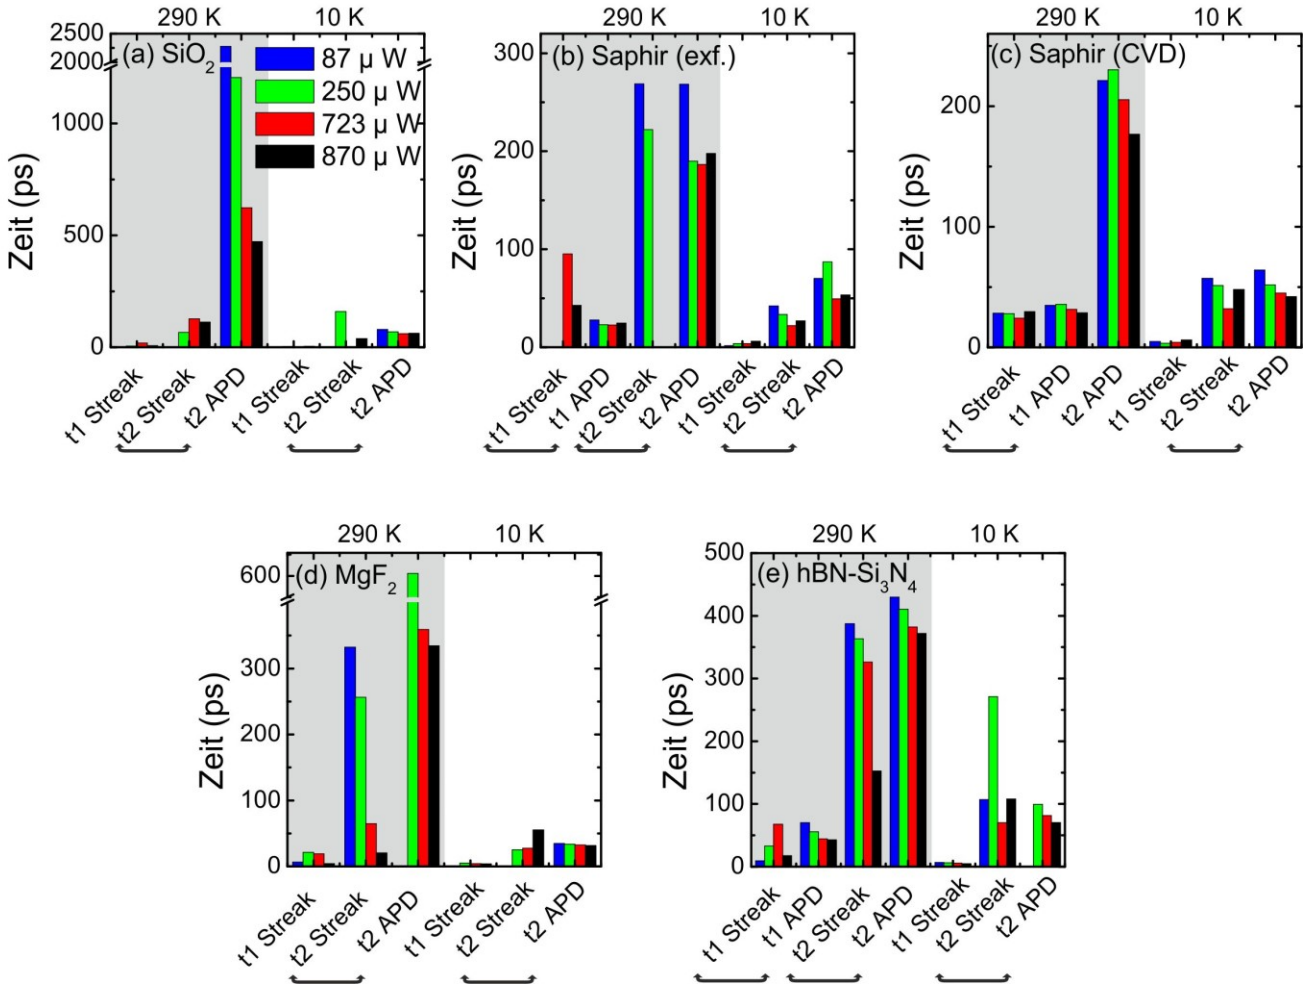 290 K 10 K
(a) SiO₂
87 µ W
250 µ W
723 µ W
870 µ W
Zeit (ps)
2500
2000
1000
500
0
t1 Streak
t2 Streak
t2 APD
t1 Streak
t2 Streak
t2 APD
290 K 10 K
(b) Saphir (exf.)
Zeit (ps)
300
200
100
0
t1 Streak
t1 APD
t2 Streak
t2 APD
t1 Streak
t2 Streak
t2 APD
290 K 10 K
(c) Saphir (CVD)
Zeit (ps)
200
100
0
t1 Streak
t1 APD
t2 APD
t1 Streak
t2 Streak
t2 APD
290 K 10 K
(d) MgF₂
Zeit (ps)
600
300
200
100
0
t1 Streak
t2 Streak
t2 APD
t1 Streak
t2 Streak
t2 APD
290 K 10 K
(e) hBN-Si₃N₄
Zeit (ps)
500
400
300
200
100
0
t1 Streak
t1 APD
t2 Streak
t2 APD
t1 Streak
t2 Streak
t2 APD